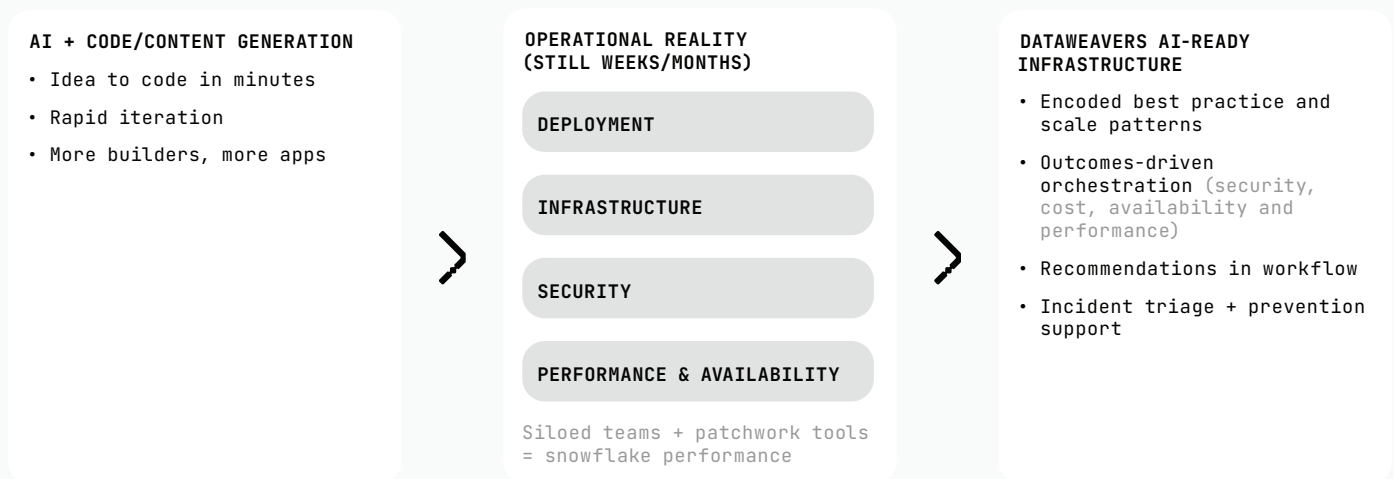 AI + CODE/CONTENT GENERATION
• Idea to code in minutes
• Rapid iteration
• More builders, more apps
OPERATIONAL REALITY
(STILL WEEKS/MONTHS)
DEPLOYMENT
INFRASTRUCTURE
SECURITY
PERFORMANCE & AVAILABILITY
Siloed teams + patchwork tools
= snowflake performance
DATAWEAVERS AI-READY
INFRASTRUCTURE
• Encoded best practice and
scale patterns
• Outcomes-driven
orchestration (security,
cost, availability and
performance)
• Recommendations in workflow
• Incident triage + prevention
support